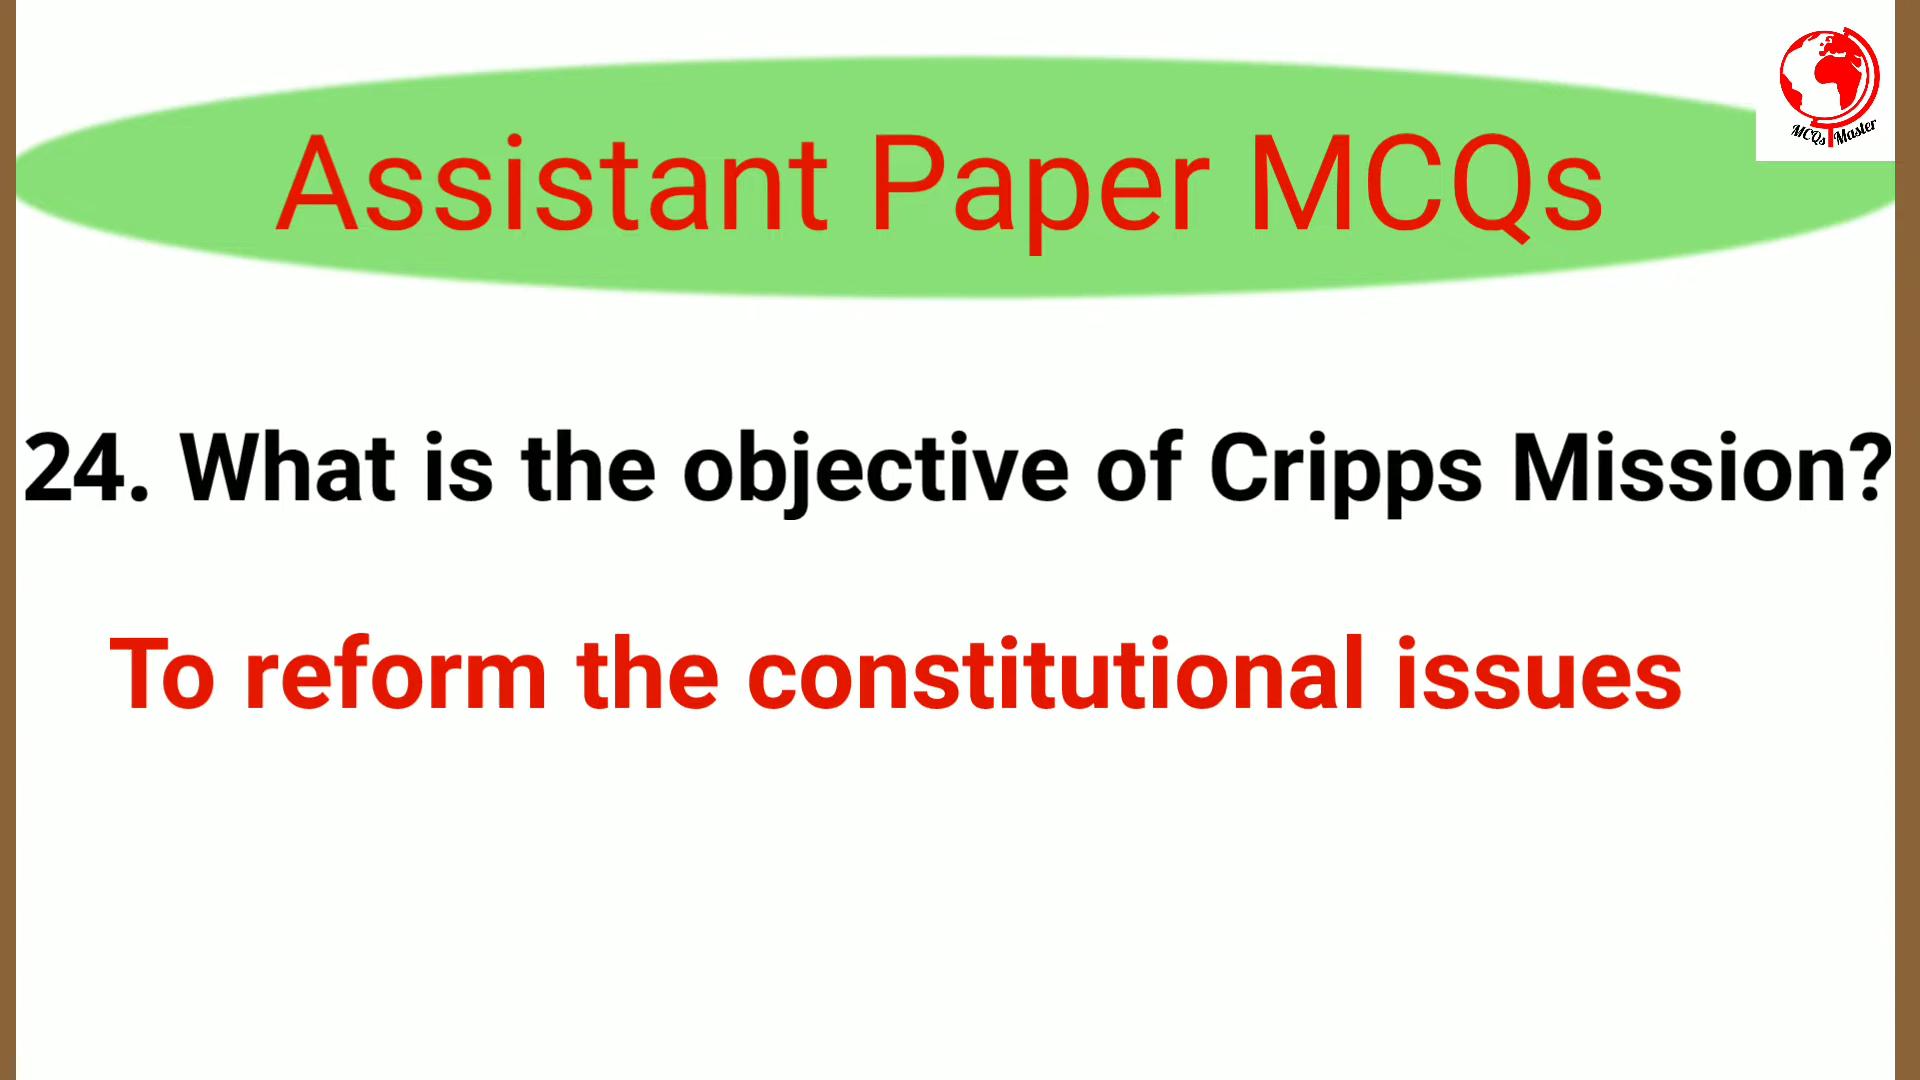 Assistant Paper MCQs
MCQs Master
24. What is the objective of Cripps Mission?
To reform the constitutional issues